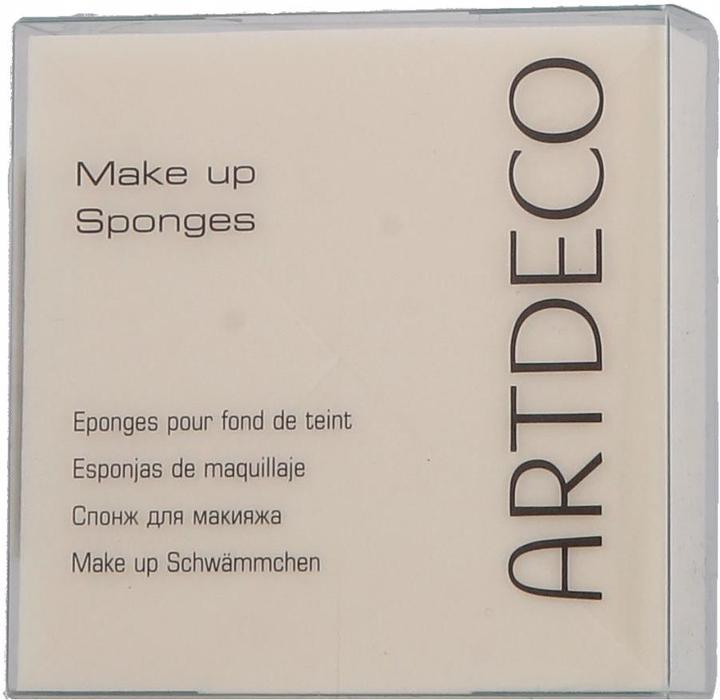 Make up
Sponges
Eponges pour fond de teint
Esponjas de maquillaje
Спонж для макияжа
Make up Schwämmchen
ARTDECO